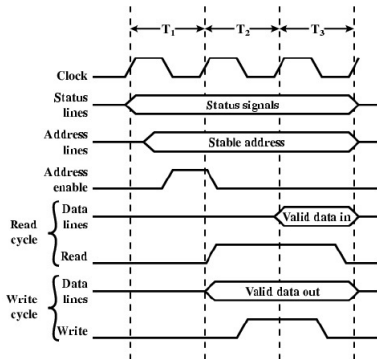 T1 T2 T3
Clock
Status
lines
Status signals
Address
lines
Stable address
Address
enable
Read
cycle
Data
lines
Valid data in
Read
Write
cycle
Data
lines
Valid data out
Write